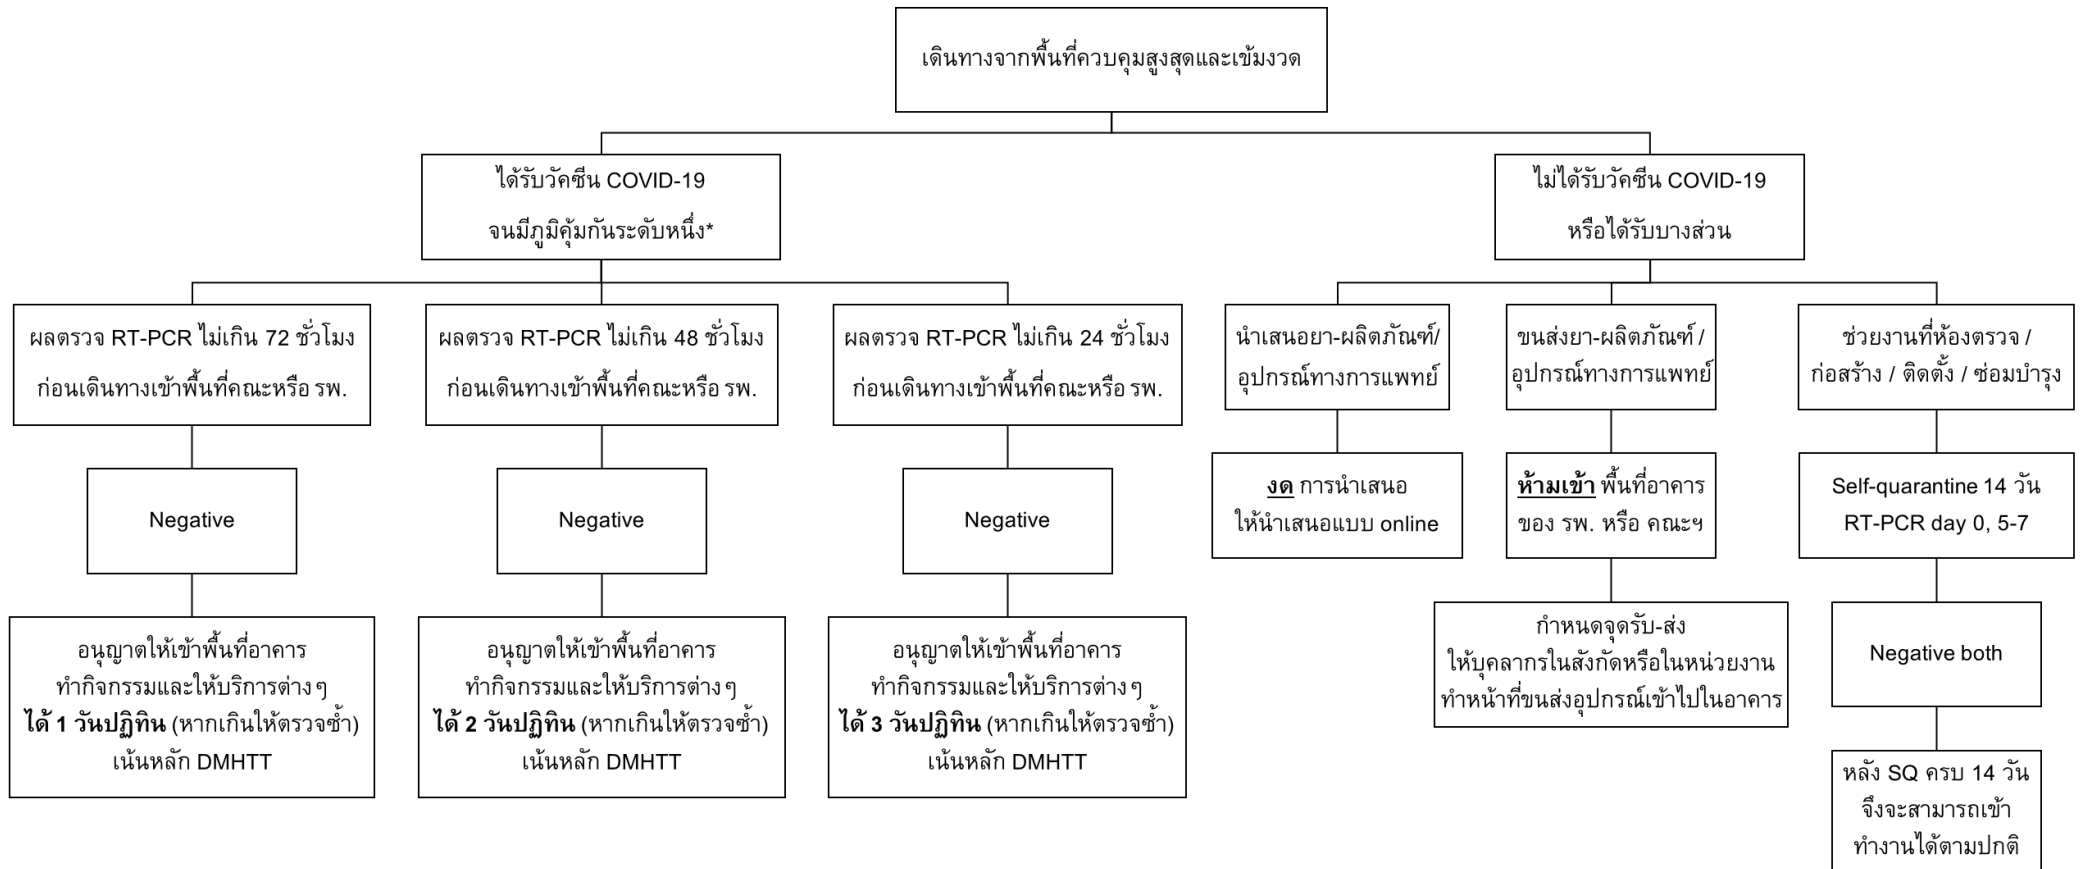 เดินทางจากพื้นที่ควบคุมสูงสุดและเข้มงวด
ได้รับวัคซีน COVID-19
จนมีภูมิคุ้มกันระดับหนึ่ง*
ไม่ได้รับวัคซีน COVID-19
หรือได้รับบางส่วน
ผลตรวจ RT-PCR ไม่เกิน 72 ชั่วโมง
ก่อนเดินทางเข้าพื้นที่คณะหรือ รพ.
ผลตรวจ RT-PCR ไม่เกิน 48 ชั่วโมง
ก่อนเดินทางเข้าพื้นที่คณะหรือ รพ.
ผลตรวจ RT-PCR ไม่เกิน 24 ชั่วโมง
ก่อนเดินทางเข้าพื้นที่คณะหรือ รพ.
นำเสนอยา-ผลิตภัณฑ์/
อุปกรณ์ทางการแพทย์
ขนส่งยา-ผลิตภัณฑ์ /
อุปกรณ์ทางการแพทย์
ช่วยงานที่ห้องตรวจ /
ก่อสร้าง / ติดตั้ง / ซ่อมบำรุง
Negative
Negative
Negative
งด การนำเสนอ
ให้นำเสนอแบบ online
ห้ามเข้า พื้นที่อาคาร
ของ รพ. หรือ คณะฯ
Self-quarantine 14 วัน
RT-PCR day 0, 5-7
อนุญาตให้เข้าพื้นที่อาคาร
ทำกิจกรรมและให้บริการต่างๆ
ได้ 1 วันปฏิทิน (หากเกินให้ตรวจซ้ำ)
เน้นหลัก DMHTT
อนุญาตให้เข้าพื้นที่อาคาร
ทำกิจกรรมและให้บริการต่างๆ
ได้ 2 วันปฏิทิน (หากเกินให้ตรวจซ้ำ)
เน้นหลัก DMHTT
อนุญาตให้เข้าพื้นที่อาคาร
ทำกิจกรรมและให้บริการต่างๆ
ได้ 3 วันปฏิทิน (หากเกินให้ตรวจซ้ำ)
เน้นหลัก DMHTT
กำหนดจุดรับ-ส่ง
ให้บุคลากรในสังกัดหรือในหน่วยงาน
ทำหน้าที่ขนส่งอุปกรณ์เข้าไปในอาคาร
Negative both
หลัง SQ ครบ 14 วัน
จึงจะสามารถเข้า
ทำงานได้ตามปกติ